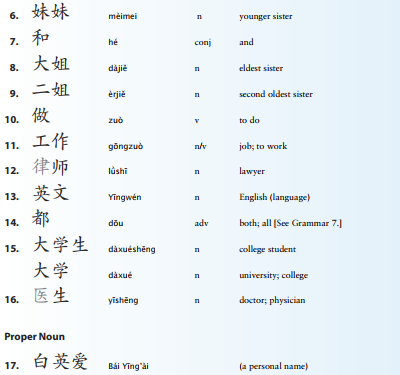 6. 妹妹 mèimei n younger sister
7. 和 hé conj and
8. 大姐 dàjiě n eldest sister
9. 二姐 èrjiě n second oldest sister
10. 做 zuò v to do
11. 工作 gōngzuò n/v job; to work
12. 律师 lǜshī n lawyer
13. 英文 Yīngwén n English (language)
14. 都 dōu adv both; all [See Grammar 7.]
15. 大学生 dàxuéshēng n college student
大学 dàxué n university; college
16. 医生 yīshēng n doctor; physician
Proper Noun
17. 白英爱 Bái Yīng'ài (a personal name)